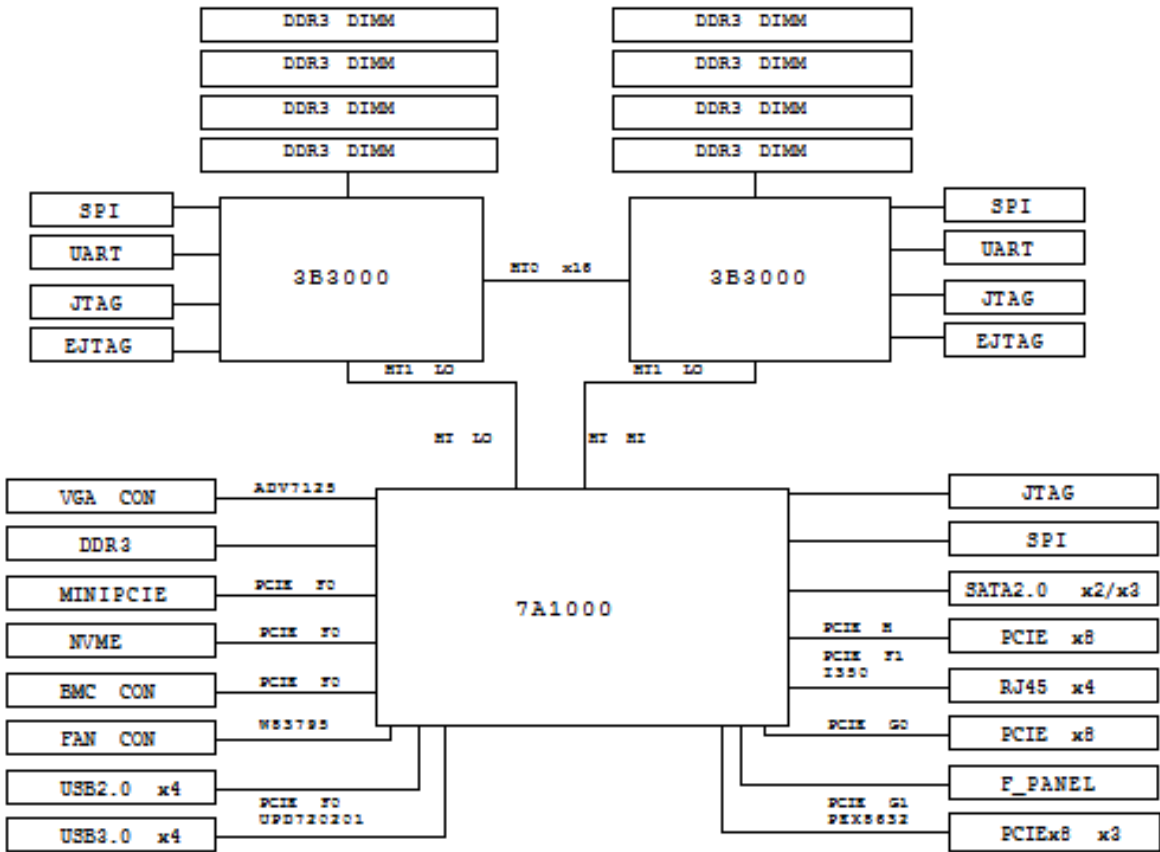 DDR3 DIMM
DDR3 DIMM
DDR3 DIMM
DDR3 DIMM
DDR3 DIMM
DDR3 DIMM
DDR3 DIMM
DDR3 DIMM
SPI
UART
JTAG
EJTAG
3B3000
HT0 x16
3B3000
SPI
UART
JTAG
EJTAG
HT1 LO
HT1 LO
HT LO
HT HI
VGA CON
ADV7125
DDR3
MINIPCIE
PCIE F0
NVME
PCIE F0
BMC CON
PCIE F0
FAN CON
W83795
USB2.0 x4
PCIE F0
UPD720201
USB3.0 x4
7A1000
JTAG
SPI
SATA2.0 x2/x3
PCIE H
PCIE x8
PCIE F1
I350
RJ45 x4
PCIE G0
PCIE x8
F_PANEL
PCIE G1
PEX8632
PCIEx8 x3